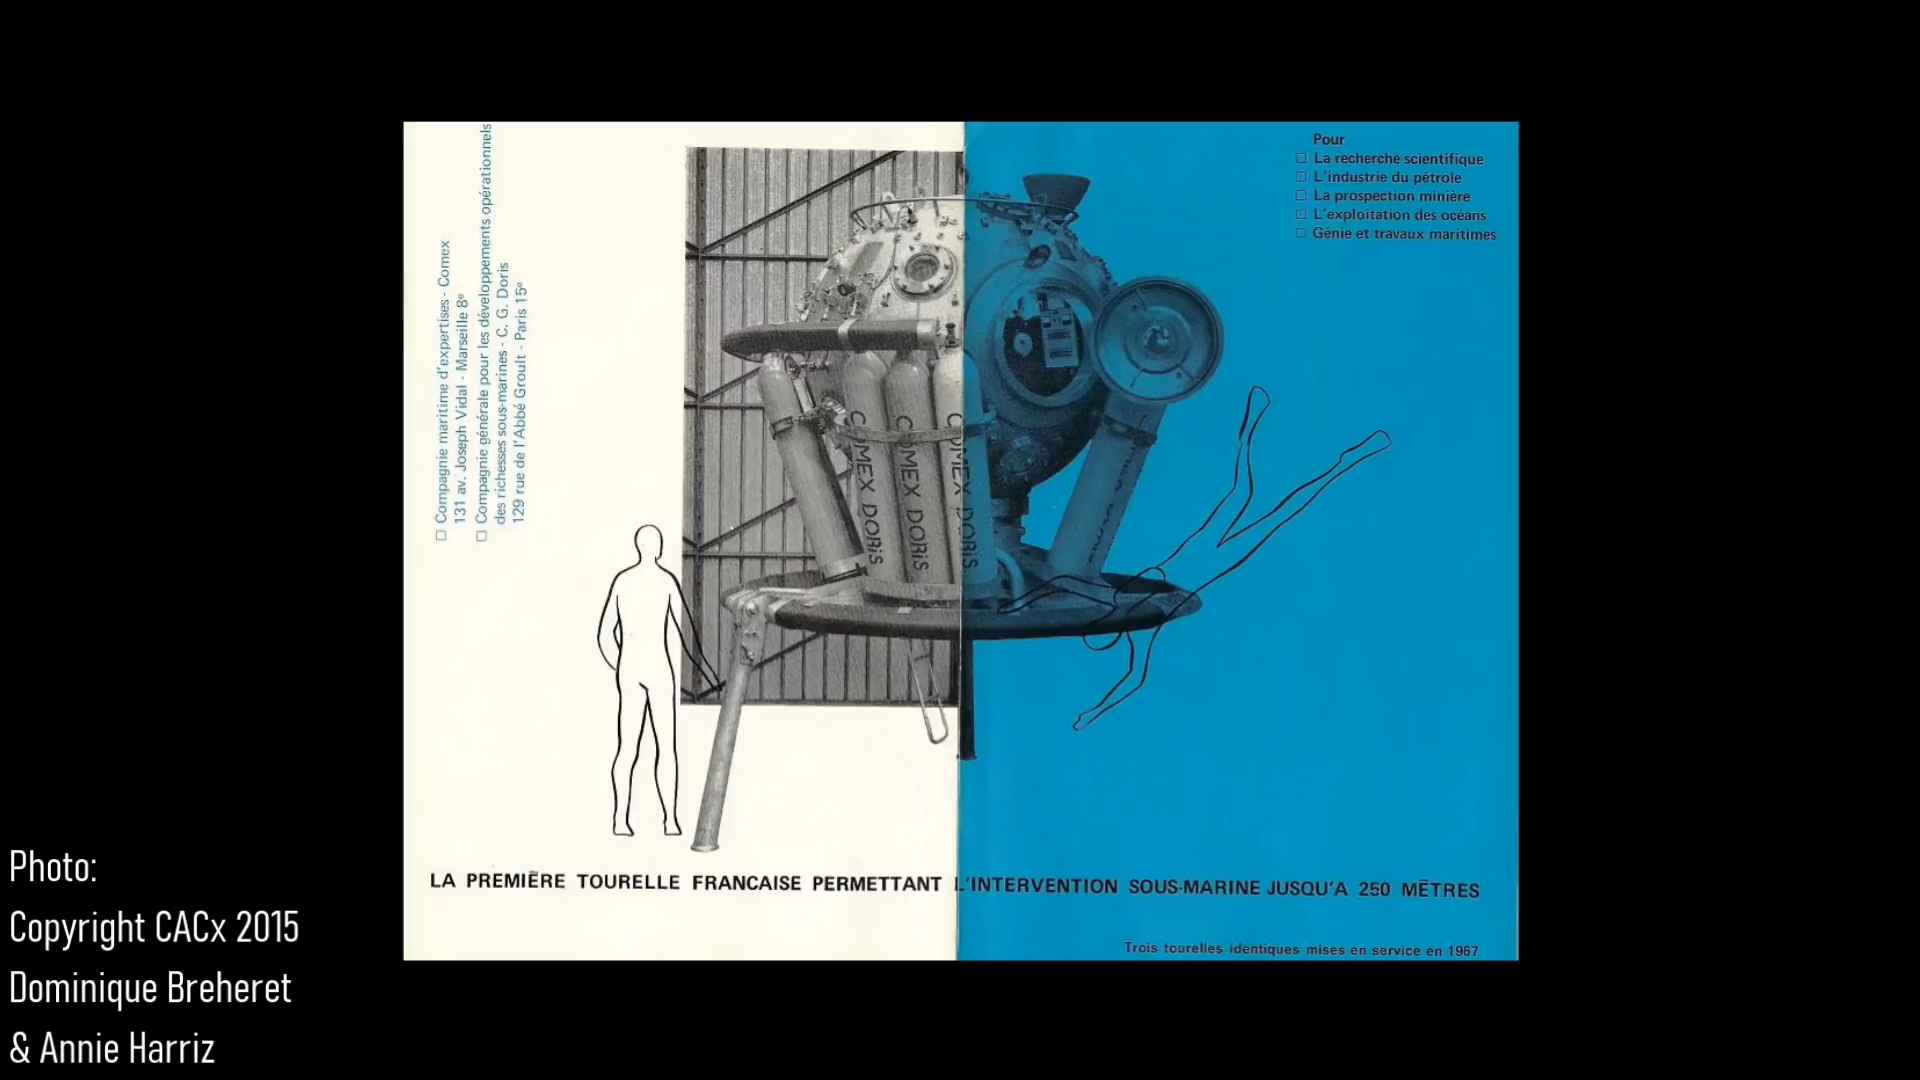 Compagnie maritime d'expertises - Comex
131 av. Joseph Vidal - Marseille 8e
Compagnie générale pour les développements opérationnels
des richesses sous-marines - C. G. Doris
129 rue de l'Abbé Groult - Paris 15e
Pour
La recherche scientifique
L'industrie du pétrole
La prospection minière
L'exploitation des océans
Génie et travaux maritimes
COMEX DORIS
COMEX DORIS
COMEX DORIS
LA PREMIÈRE TOURELLE FRANCAISE PERMETTANT L'INTERVENTION SOUS-MARINE JUSQU'A 250 MÈTRES
Trois tourelles identiques mises en service en 1967
Photo:
Copyright CACx 2015
Dominique Breheret
& Annie Harriz